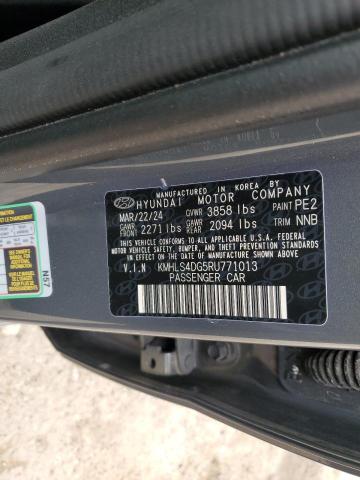 MANUFACTURED IN KOREA BY
HYUNDAI MOTOR COMPANY
MAR/22/24 GVWR 3858 lbs PAINT PE2
GAWR FRONT 2271 lbs GAWR REAR 2094 lbs TRIM NNB
THIS VEHICLE CONFORMS TO ALL APPLICABLE U.S.A. FEDERAL
MOTOR VEHICLE SAFETY, BUMPER, AND THEFT PREVENTION
STANDARDS IN EFFECT ON THE DATE OF MANUFACTURE SHOWN ABOVE.
V.I.N KMHLS4DG5RU771013
PASSENGER CAR
N57